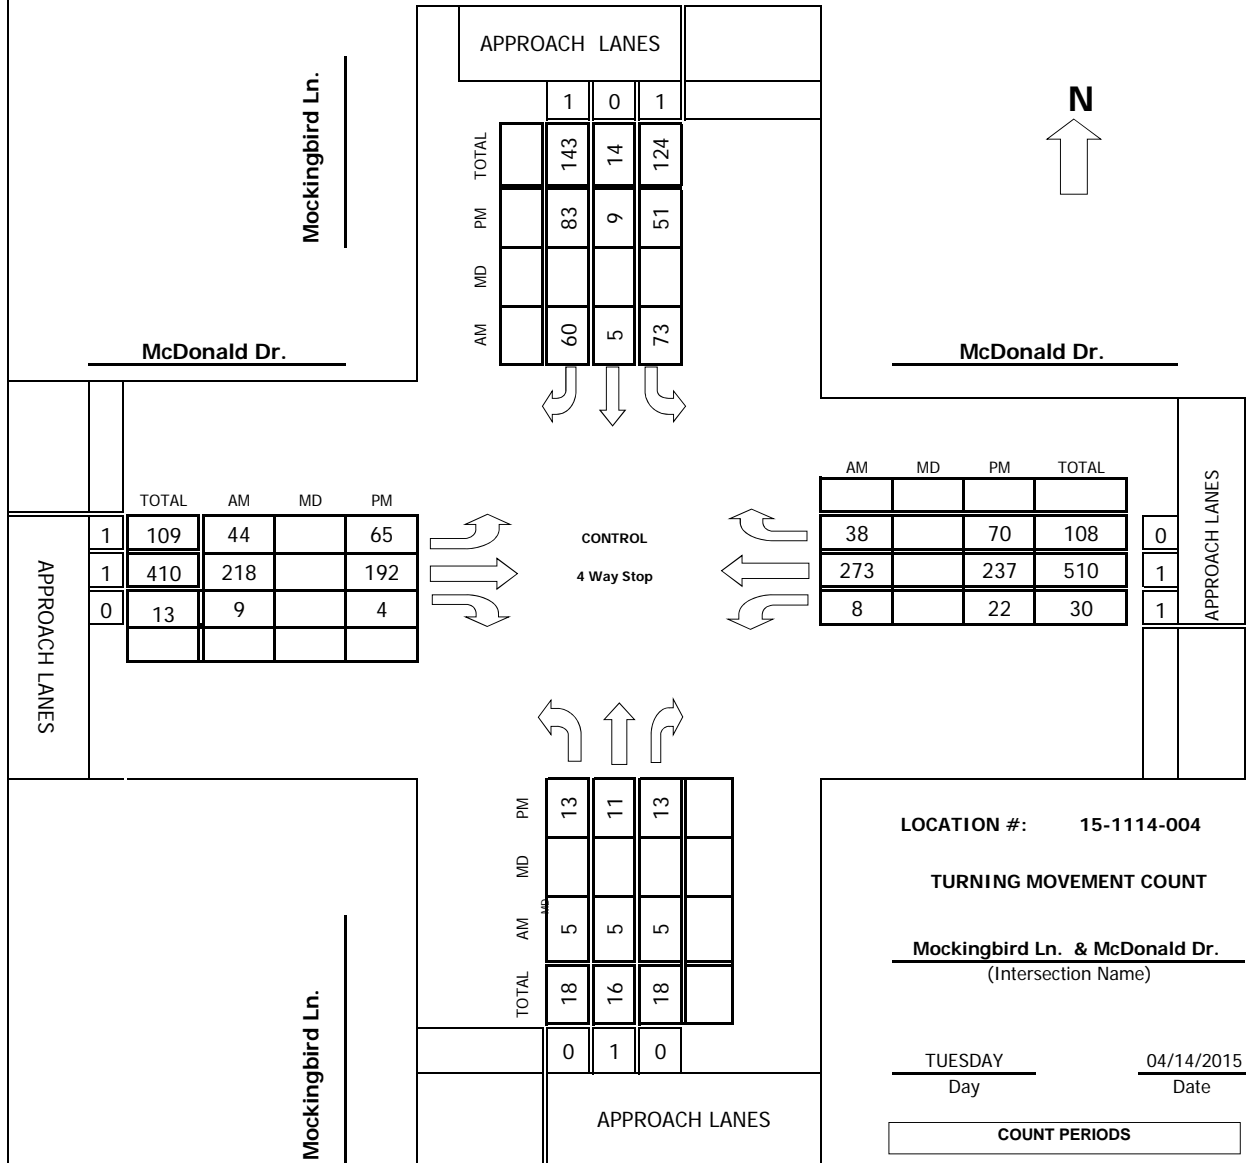 APPROACH LANES
1 0 1
Mockingbird Ln.
N
TOTAL 143 14 124
PM 83 9 51
MD
AM 60 5 73
McDonald Dr.
McDonald Dr.
AM MD PM TOTAL
TOTAL AM MD PM
1 109 44 65
CONTROL
38 70 108 0
1 410 218 192
4 Way Stop
273 237 510 1
0 13 9 4
8 22 30 1
APPROACH LANES
APPROACH LANES
PM 13 11 13
MD
MD
AM 5 5 5
TOTAL 18 16 18
0 1 0
APPROACH LANES
Mockingbird Ln.
LOCATION #: 15-1114-004
TURNING MOVEMENT COUNT
Mockingbird Ln. & McDonald Dr.
(Intersection Name)
TUESDAY 04/14/2015
Day Date
COUNT PERIODS